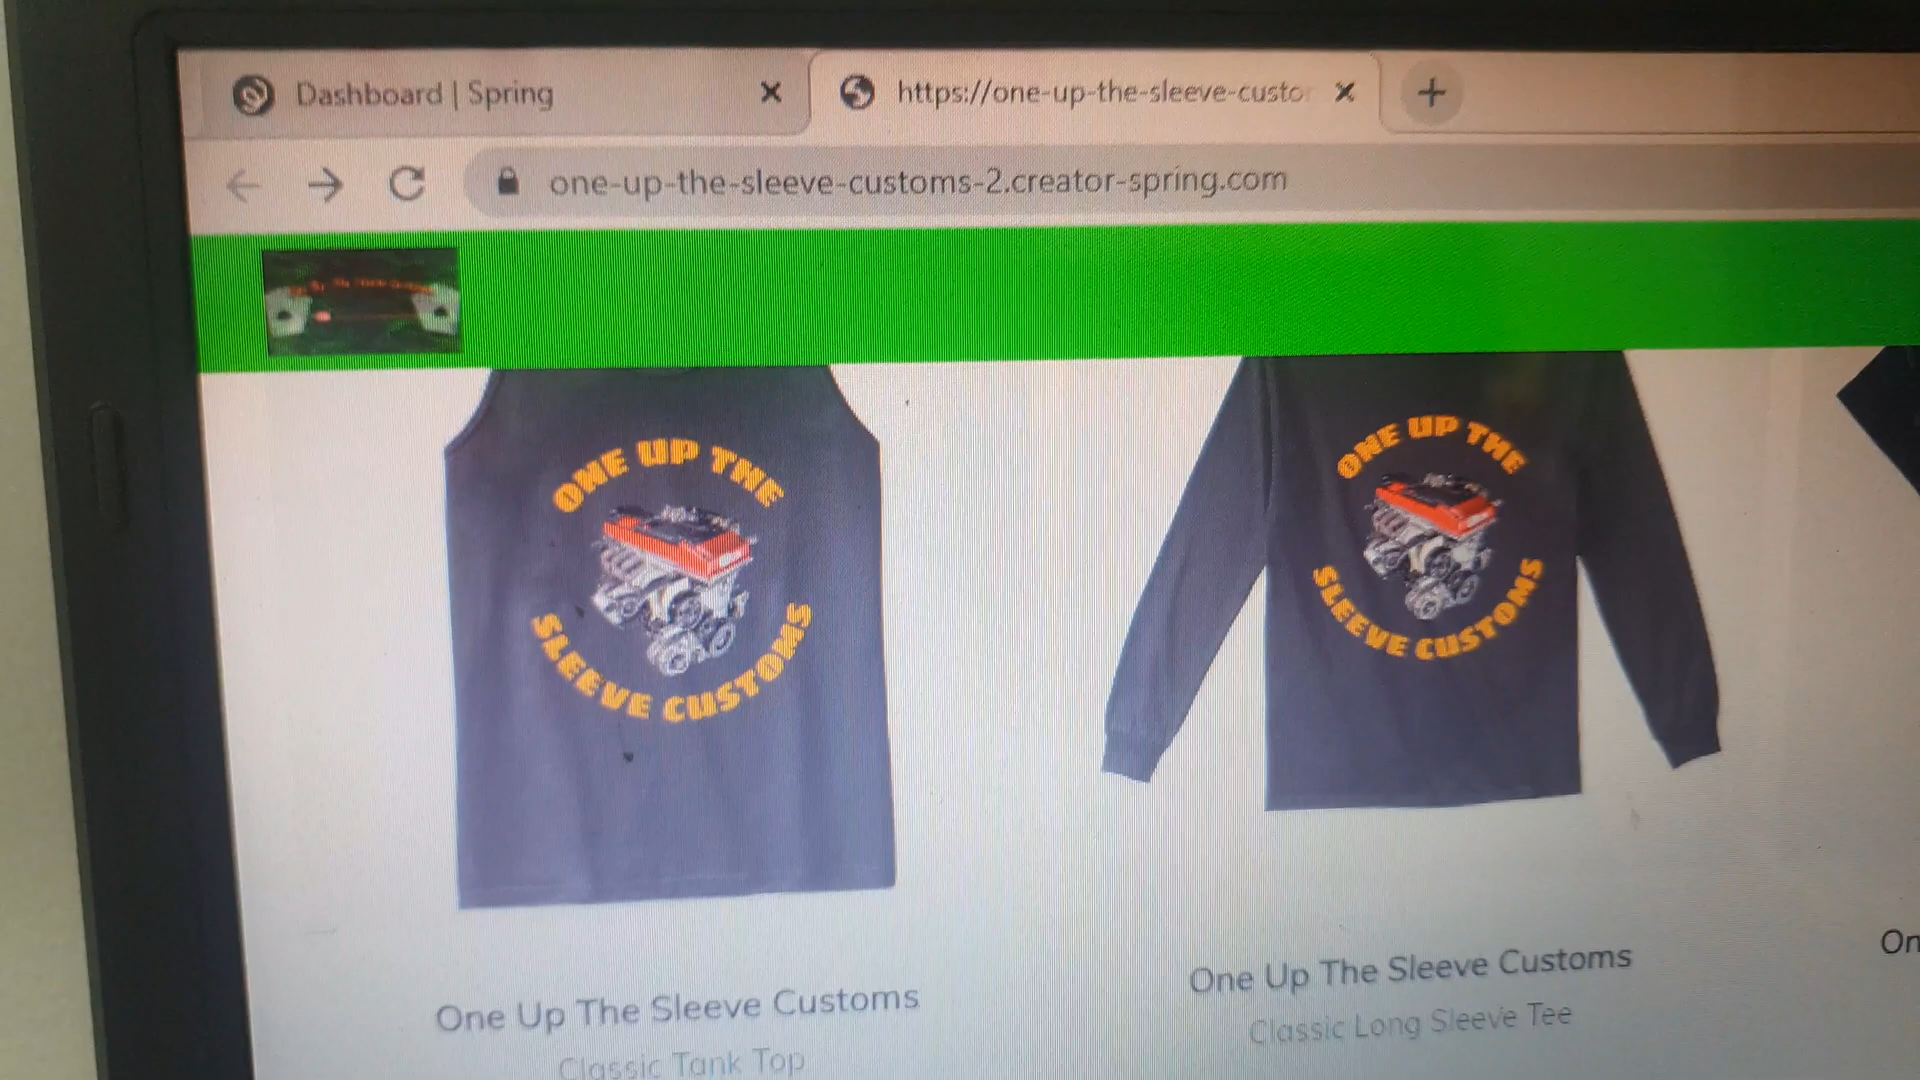 Dashboard | Spring
https://one-up-the-sleeve-custo
one-up-the-sleeve-customs-2.creator-spring.com
ONE UP THE
SLEEVE CUSTOMS
ONE UP THE
SLEEVE CUSTOMS
One Up The Sleeve Customs
Classic Tank Top
One Up The Sleeve Customs
Classic Long Sleeve Tee
On